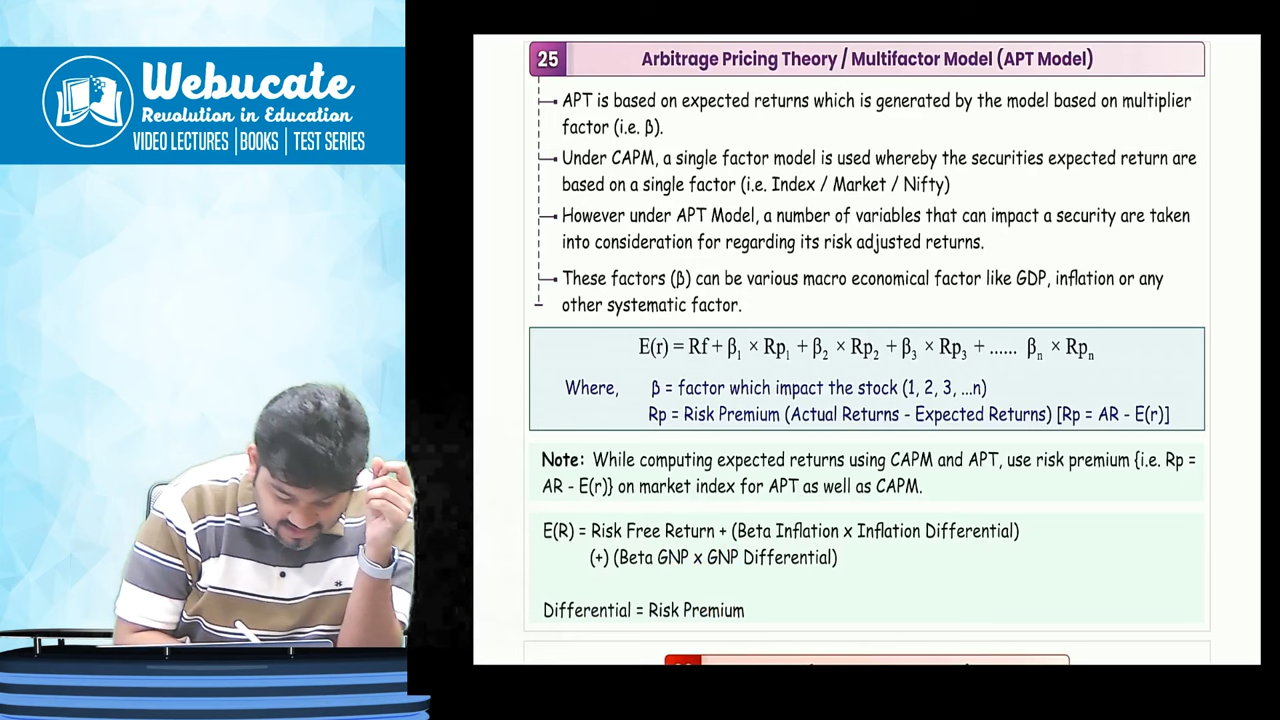 Webucate
Revolution in Education
VIDEO LECTURES | BOOKS | TEST SERIES
25 Arbitrage Pricing Theory / Multifactor Model (APT Model)
APT is based on expected returns which is generated by the model based on multiplier
factor (i.e. β).
Under CAPM, a single factor model is used whereby the securities expected return are
based on a single factor (i.e. Index / Market / Nifty)
However under APT Model, a number of variables that can impact a security are taken
into consideration for regarding its risk adjusted returns.
These factors (β) can be various macro economical factor like GDP, inflation or any
other systematic factor.
E(r) = Rf + β₁ × Rp₁ + β₂ × Rp₂ + β₃ × Rp₃ + ...... βₙ × Rpₙ
Where, β = factor which impact the stock (1, 2, 3, ...n)
Rp = Risk Premium (Actual Returns - Expected Returns) [Rp = AR - E(r)]
Note: While computing expected returns using CAPM and APT, use risk premium {i.e. Rp =
AR - E(r)} on market index for APT as well as CAPM.
E(R) = Risk Free Return + (Beta Inflation x Inflation Differential)
(+) (Beta GNP x GNP Differential)
Differential = Risk Premium